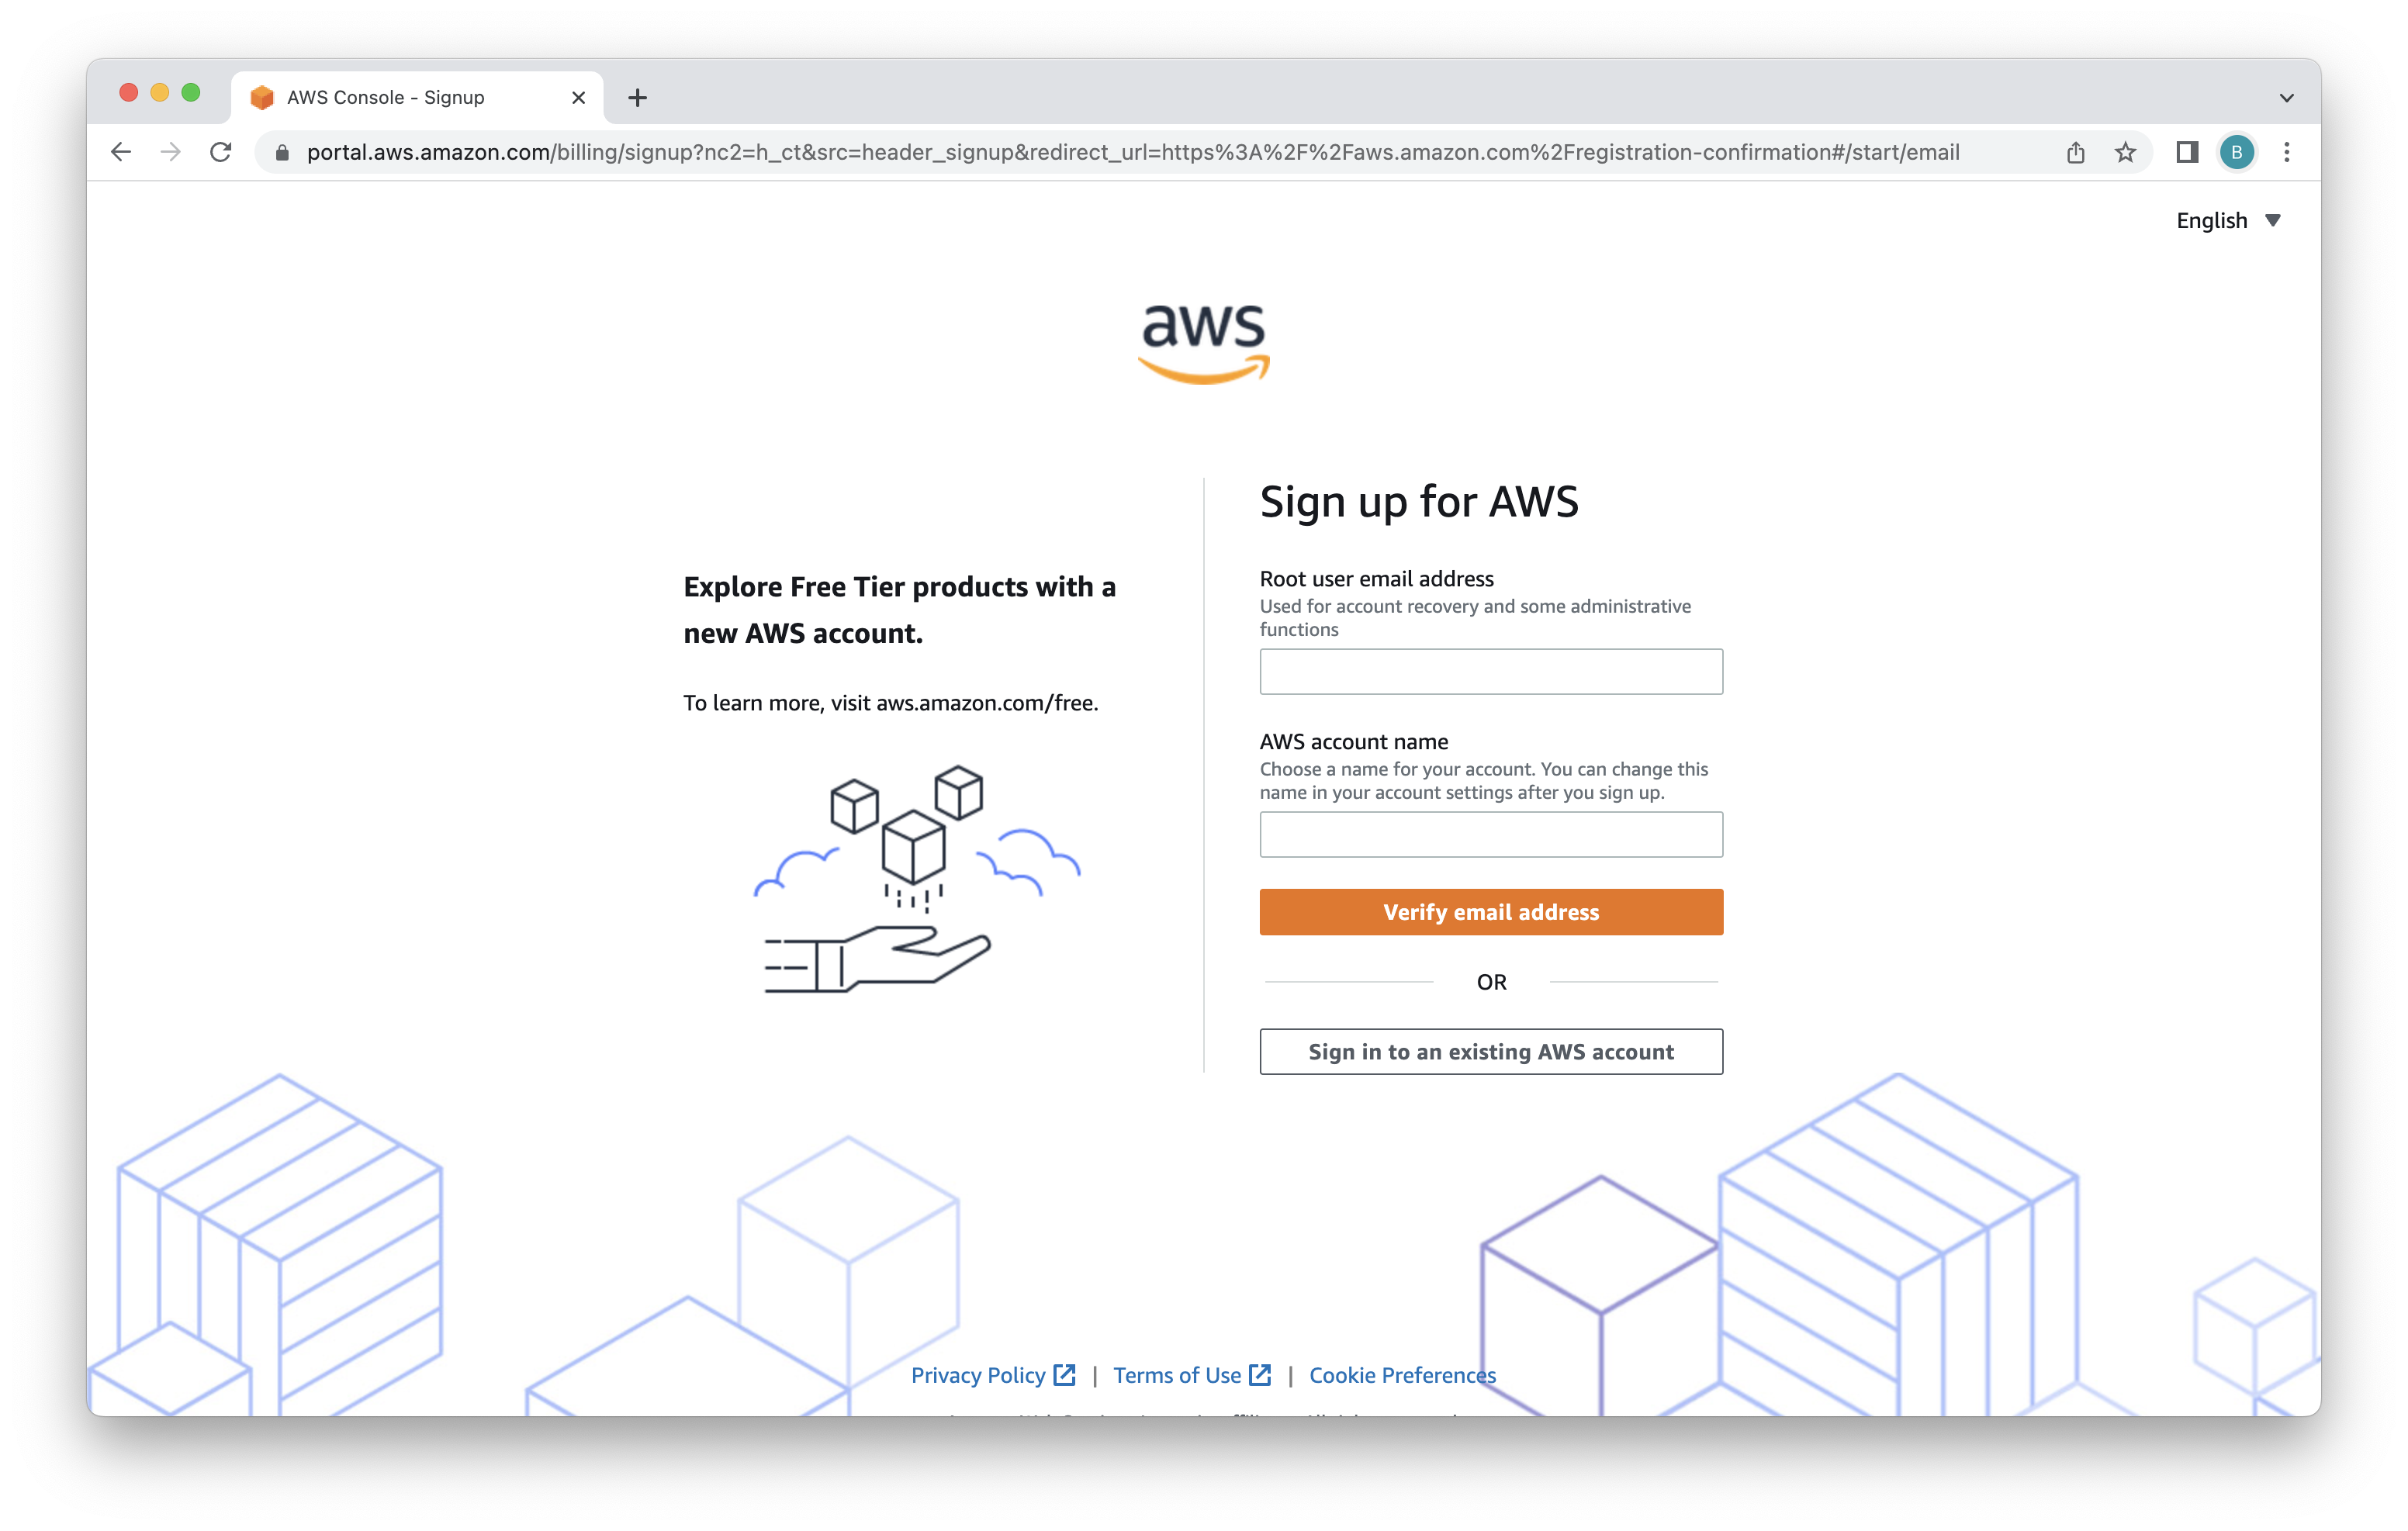 AWS Console - Signup
portal.aws.amazon.com/billing/signup?nc2=h_ct&src=header_signup&redirect_url=https%3A%2F%2Faws.amazon.com%2Fregistration-confirmation#/start/email
B
English
aws
Explore Free Tier products with a
new AWS account.
To learn more, visit aws.amazon.com/free.
Sign up for AWS
Root user email address
Used for account recovery and some administrative
functions
AWS account name
Choose a name for your account. You can change this
name in your account settings after you sign up.
Verify email address
OR
Sign in to an existing AWS account
Privacy Policy | Terms of Use | Cookie Preferences